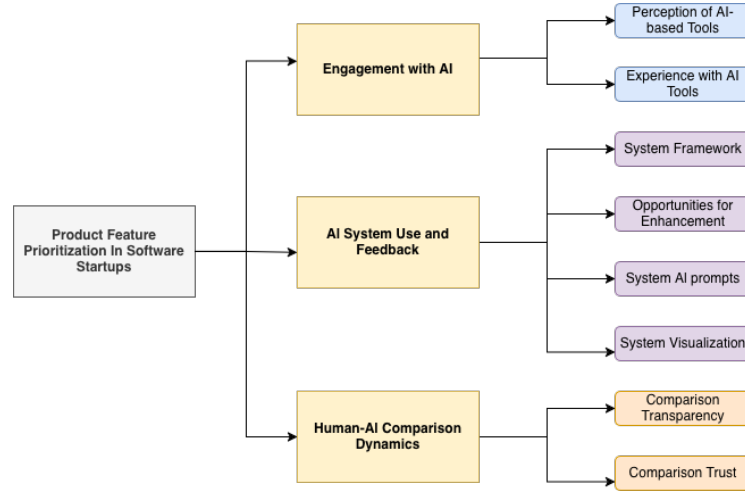 Perception of AI-
based Tools
Engagement with AI
Experience with AI
Tools
System Framework
Product Feature
Prioritization In Software
Startups
AI System Use and
Feedback
Opportunities for
Enhancement
System AI prompts
System Visualization
Human-AI Comparison
Dynamics
Comparison
Transparency
Comparison Trust